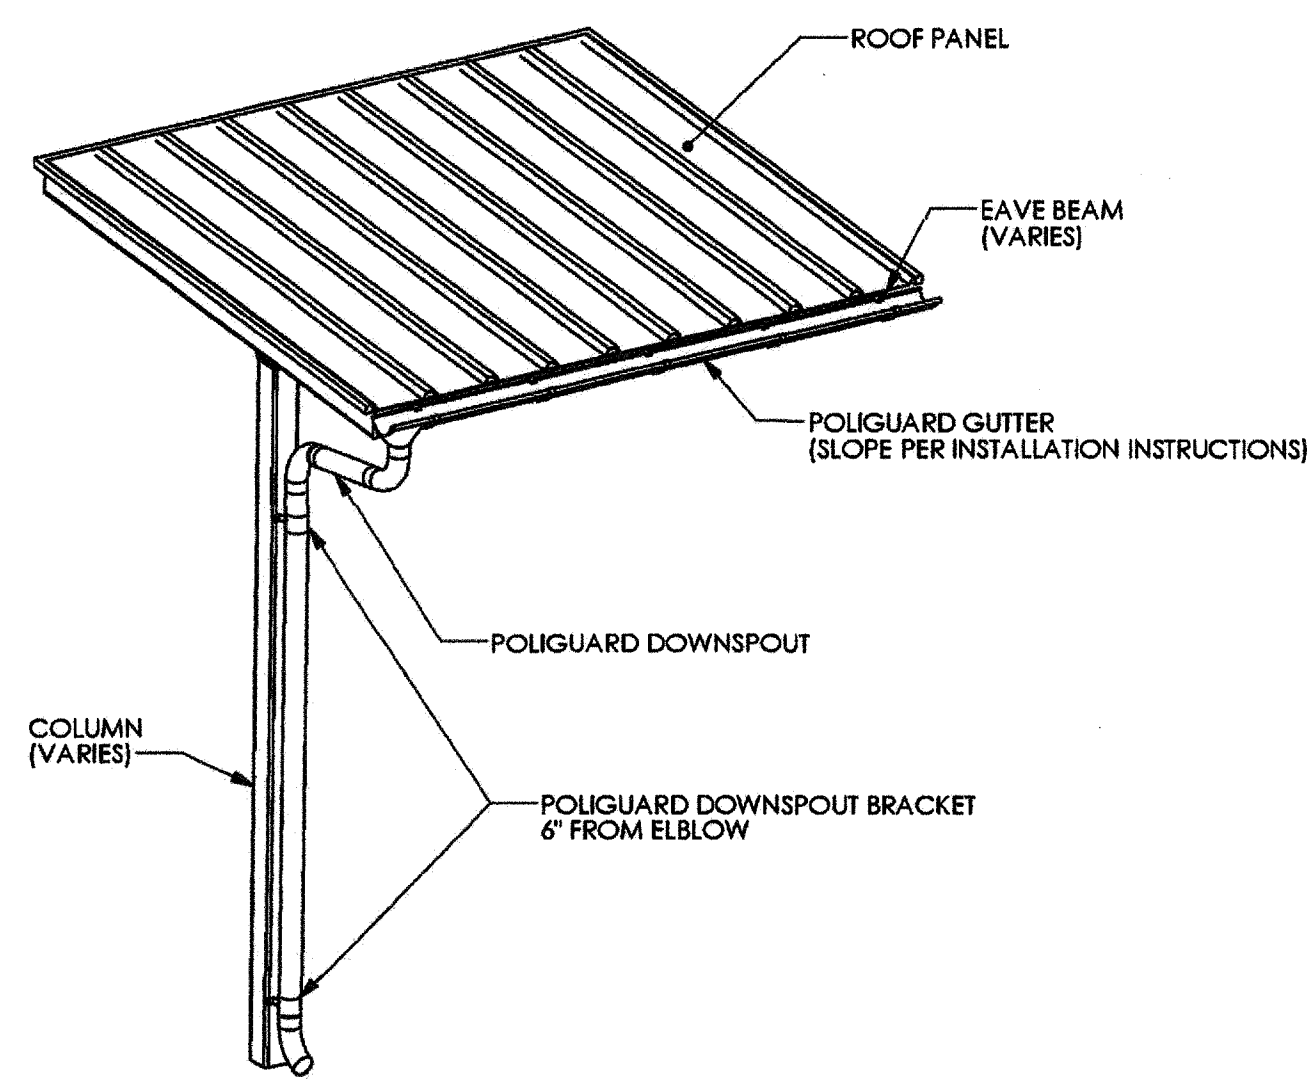 ROOF PANEL
EAVE BEAM
(VARIES)
POLIGUARD GUTTER
(SLOPE PER INSTALLATION INSTRUCTIONS)
POLIGUARD DOWNSPOUT
COLUMN
(VARIES)
POLIGUARD DOWNSPOUT BRACKET
6" FROM ELBLOW